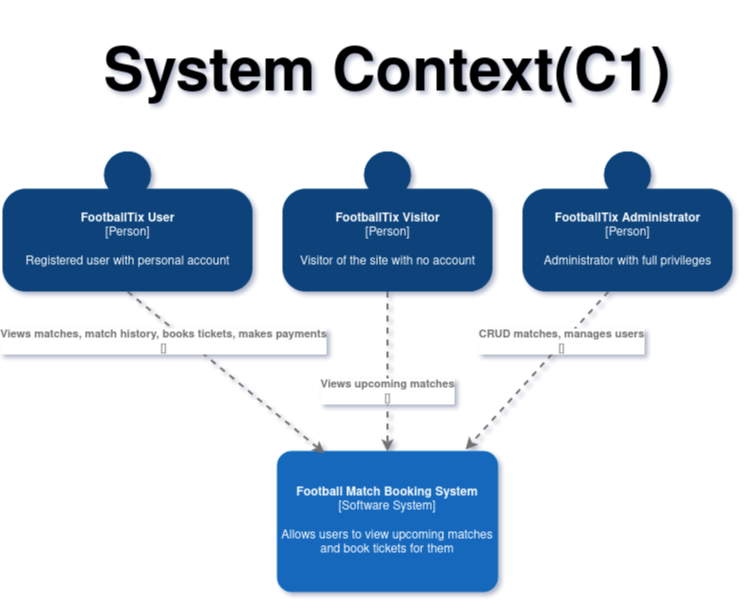 System Context(C1)
FootballTix User
[Person]
Registered user with personal account
FootballTix Visitor
[Person]
Visitor of the site with no account
FootballTix Administrator
[Person]
Administrator with full privileges
Views matches, match history, books tickets, makes payments
[]
Views upcoming matches
[]
CRUD matches, manages users
[]
Football Match Booking System
[Software System]
Allows users to view upcoming matches
and book tickets for them